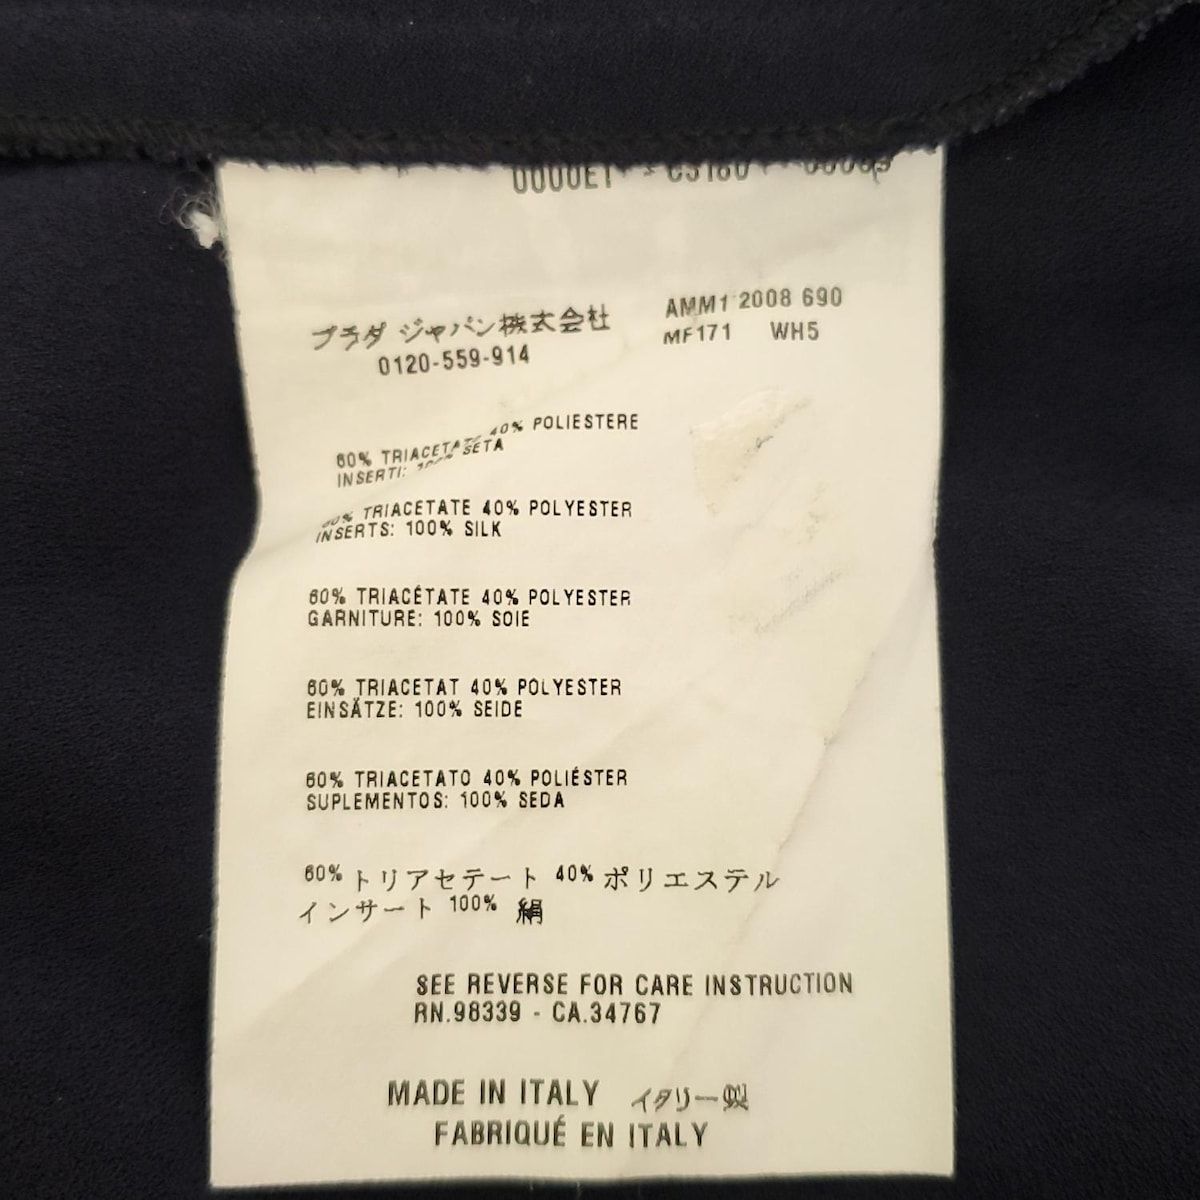 プラダ ジャパン株式会社
0120-559-914
AMM1 2008 690
MF171 WH5
60% TRIACETATO 40% POLIESTERE
INSERTI: 100% SETA
60% TRIACETATE 40% POLYESTER
INSERTS: 100% SILK
60% TRIACÉTATE 40% POLYESTER
GARNITURE: 100% SOIE
60% TRIACETAT 40% POLYESTER
EINSÄTZE: 100% SEIDE
60% TRIACETATO 40% POLIÉSTER
SUPLEMENTOS: 100% SEDA
60% トリアセテート 40% ポリエステル
インサート 100% 絹
SEE REVERSE FOR CARE INSTRUCTION
RN.98339 - CA.34767
MADE IN ITALY イタリー製
FABRIQUÉ EN ITALY